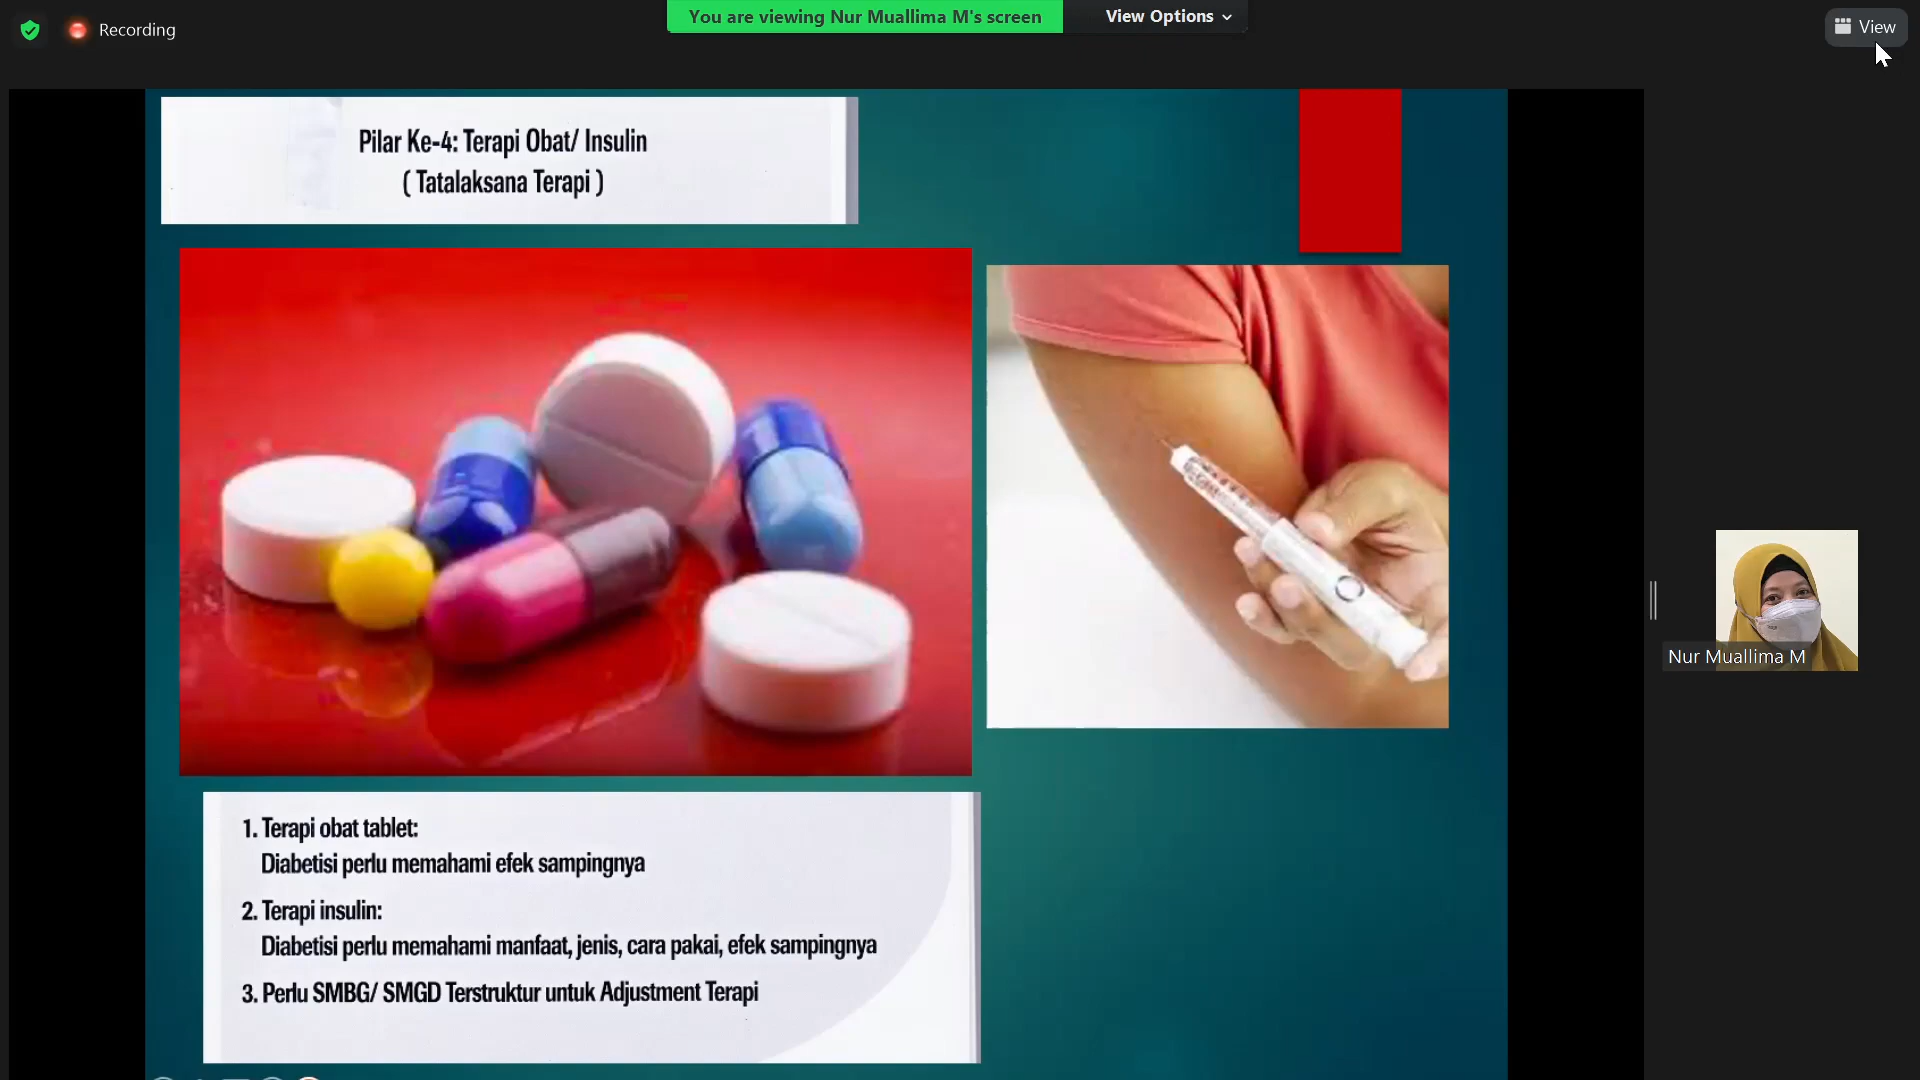 Recording
You are viewing Nur Muallima M's screen
View Options
View
Pilar Ke-4: Terapi Obat/ Insulin
( Tatalaksana Terapi )
1. Terapi obat tablet:
Diabetisi perlu memahami efek sampingnya
2. Terapi insulin:
Diabetisi perlu memahami manfaat, jenis, cara pakai, efek sampingnya
3. Perlu SMBG/ SMGD Terstruktur untuk Adjustment Terapi
Nur Muallima M